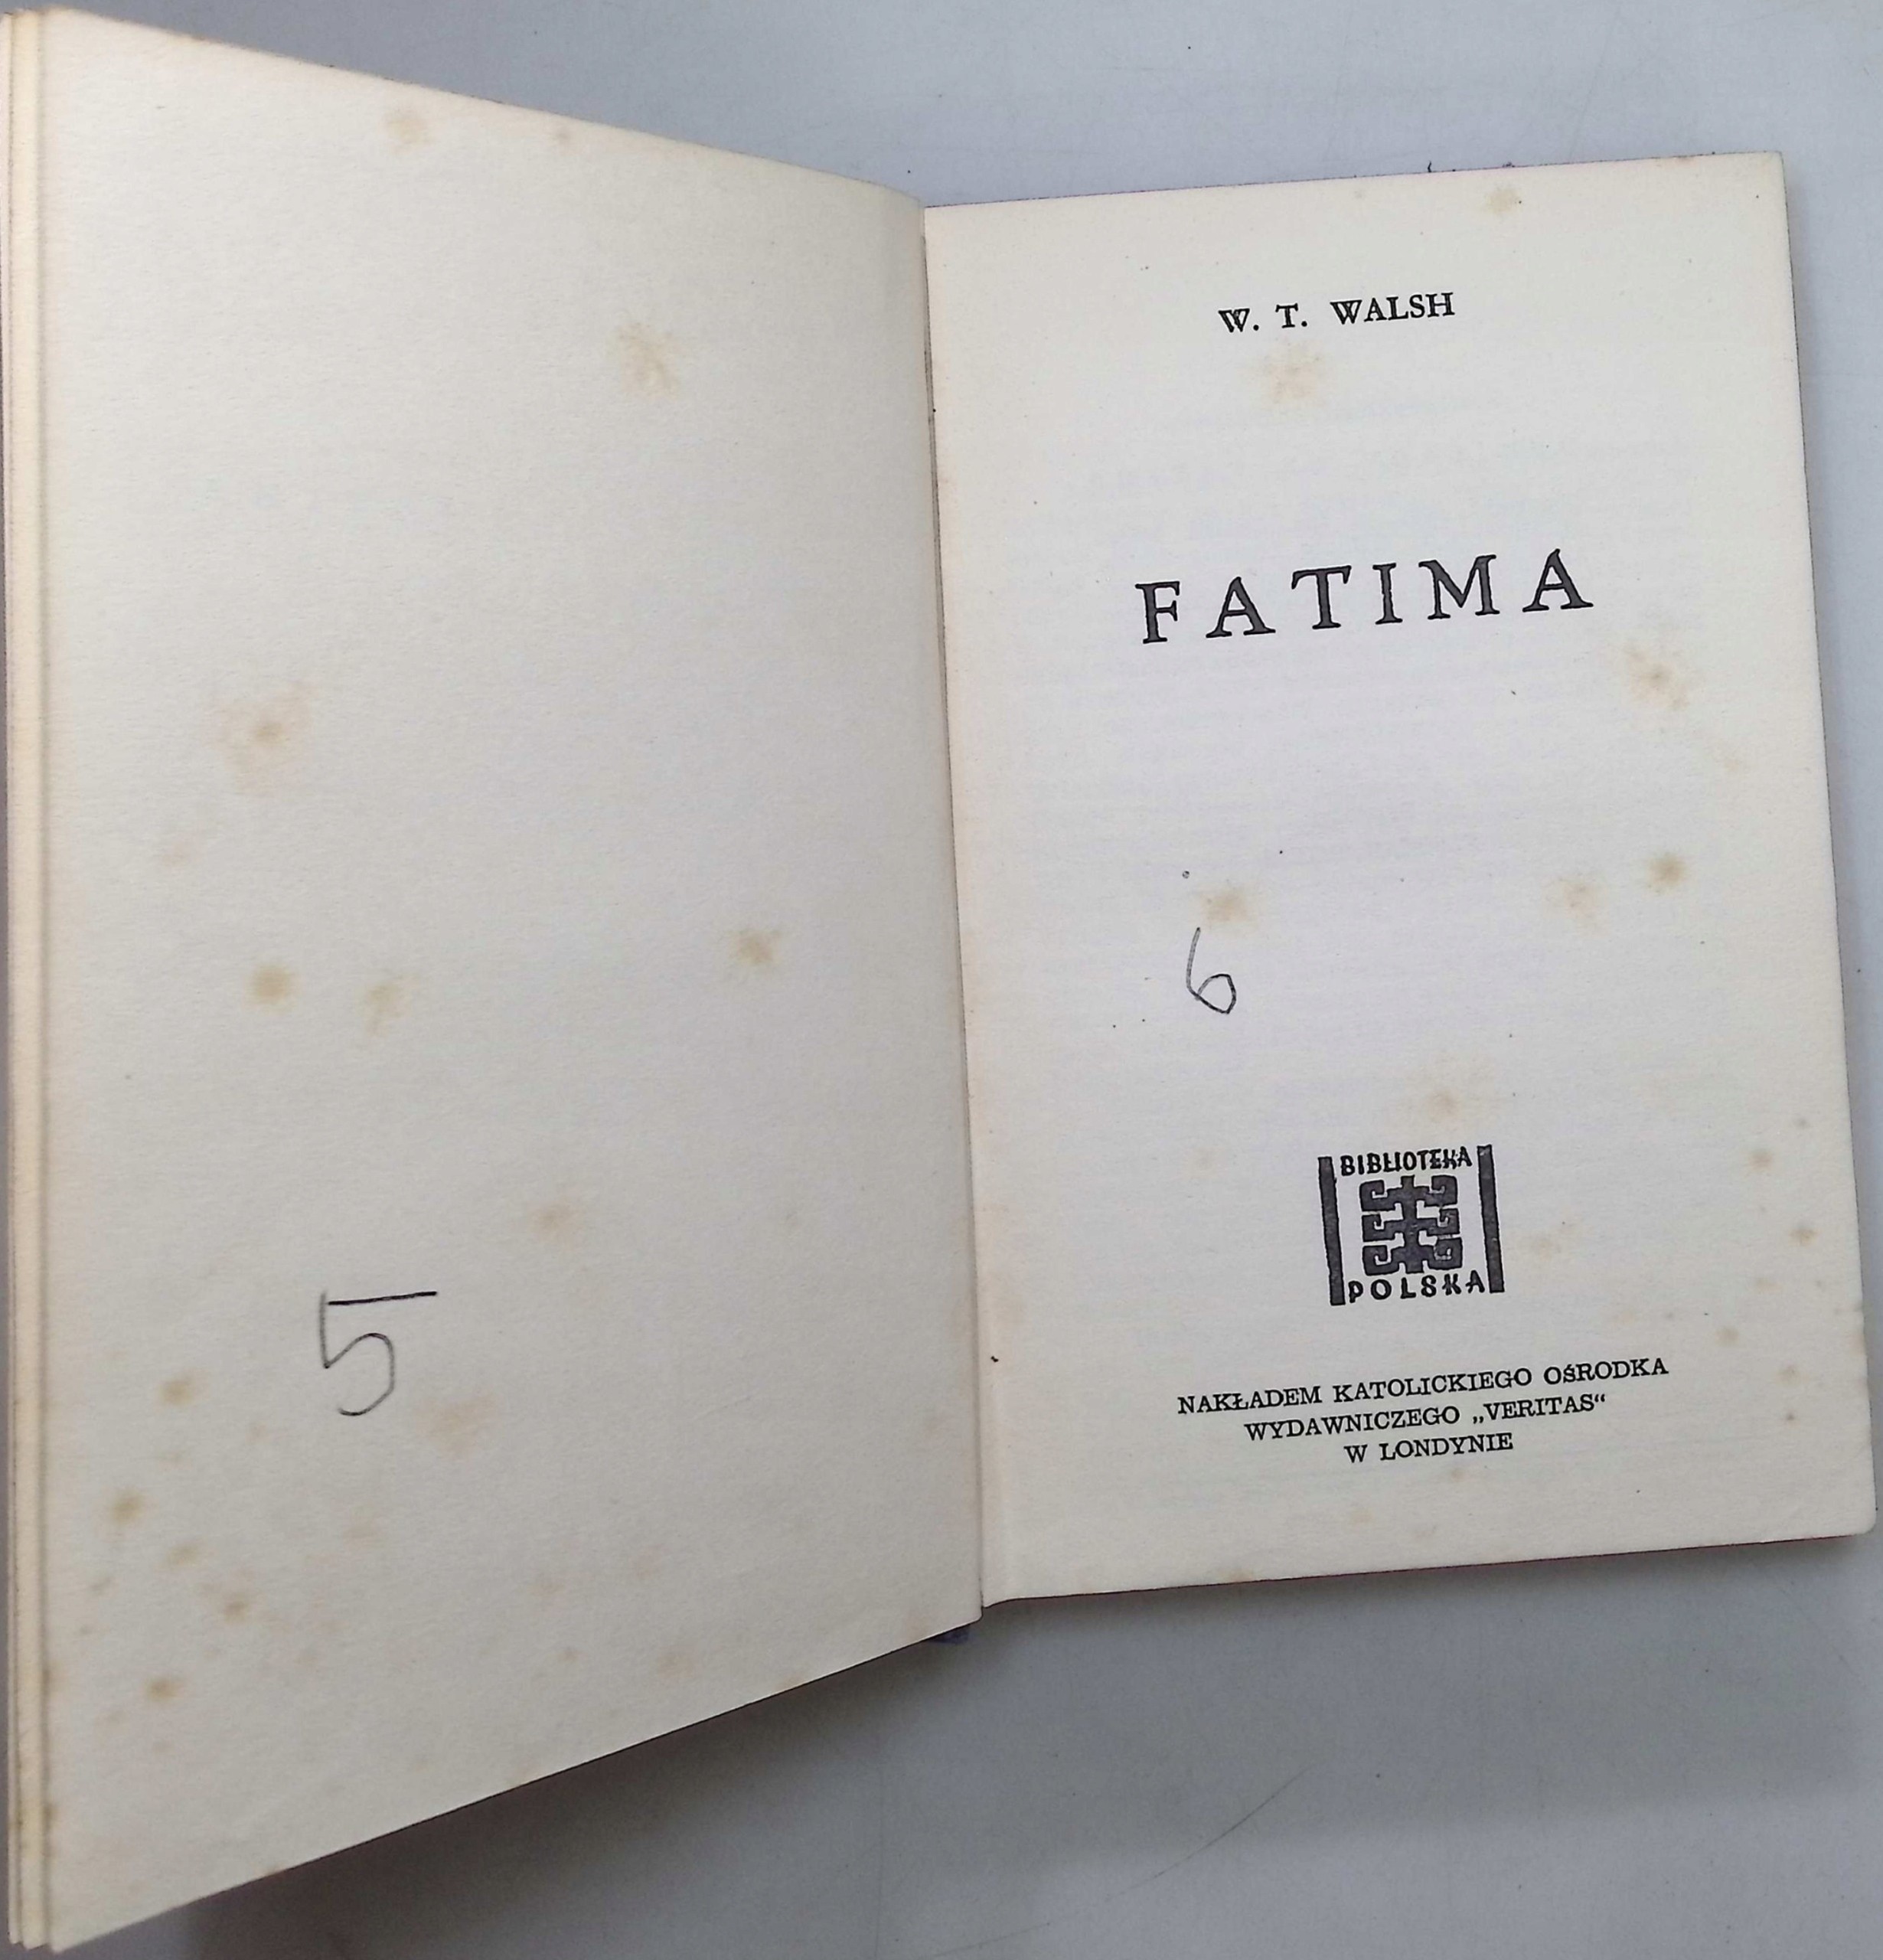 5
W. T. WALSH
FATIMA
6
BIBLIOTEKA
POLSKA
NAKŁADEM KATOLICKIEGO OŚRODKA
WYDAWNICZEGO „VERITAS“
W LONDYNIE